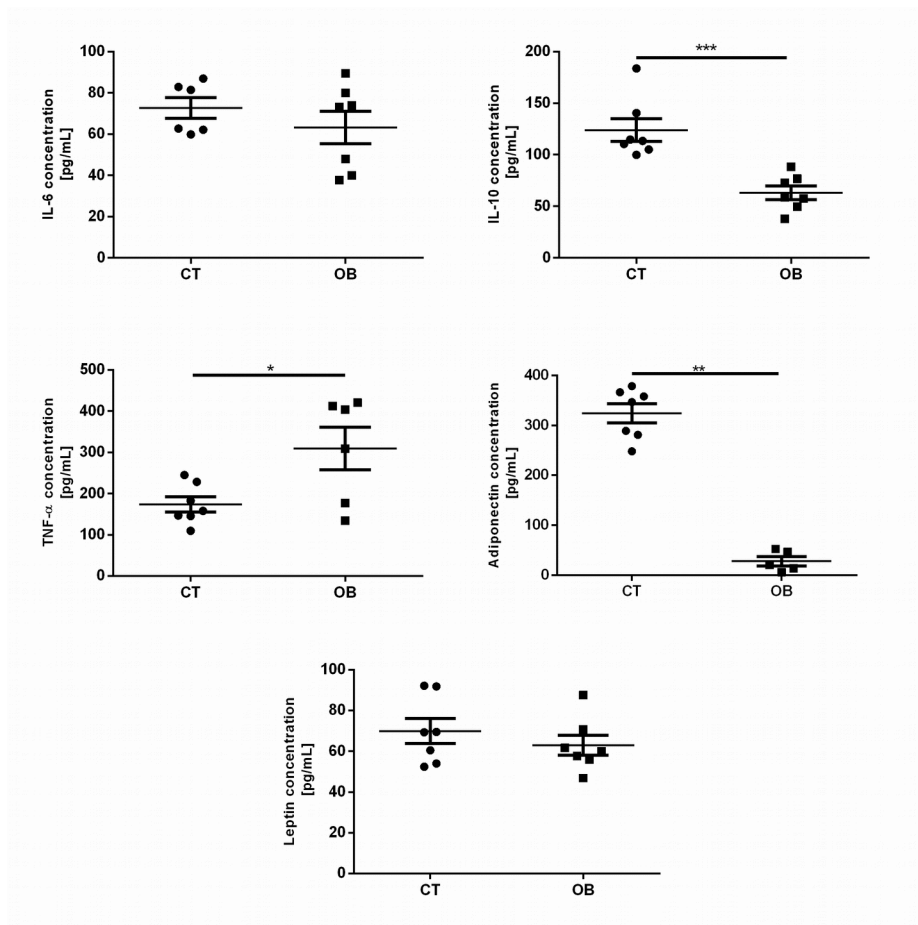 IL-6 concentration
[pg/mL]
100
80
60
40
20
0
CT OB
IL-10 concentration
[pg/mL]
200
150
100
50
0
***
CT OB
TNF-α concentration
[pg/mL]
500
400
300
200
100
0
*
CT OB
Adiponectin concentration
[pg/mL]
400
300
200
100
0
**
CT OB
Leptin concentration
[pg/mL]
100
80
60
40
20
0
CT OB